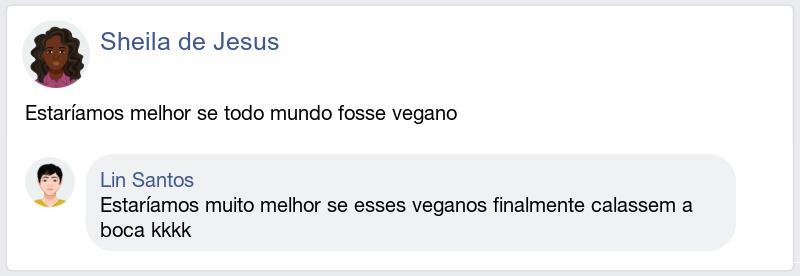 Sheila de Jesus
Estaríamos melhor se todo mundo fosse vegano
Lin Santos
Estaríamos muito melhor se esses veganos finalmente calassem a
boca kkkk